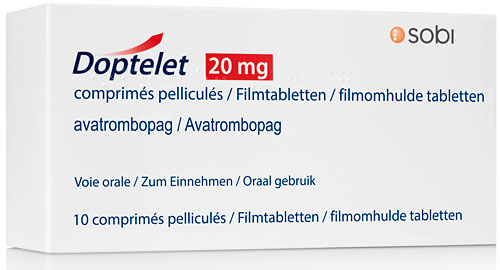 sobi
Doptelet 20 mg
comprimés pelliculés / Filmtabletten / filmomhulde tabletten
avatrombopag / Avatrombopag
Voie orale / Zum Einnehmen / Oraal gebruik
10 comprimés pelliculés / Filmtabletten / filmomhulde tabletten